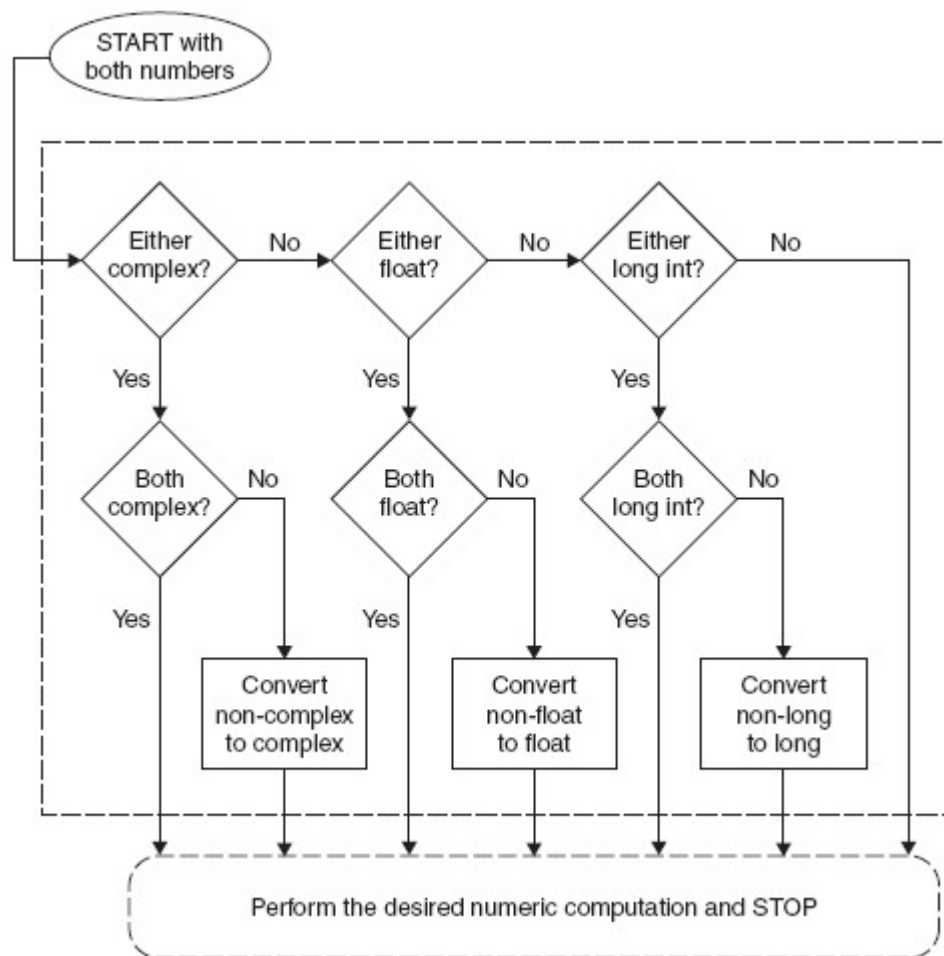 START with
both numbers
Either
complex?
No
Either
float?
No
Either
long int?
No
Yes
Yes
Yes
Both
complex?
No
Both
float?
No
Both
long int?
No
Yes
Yes
Yes
Convert
non-complex
to complex
Convert
non-float
to float
Convert
non-long
to long
Perform the desired numeric computation and STOP